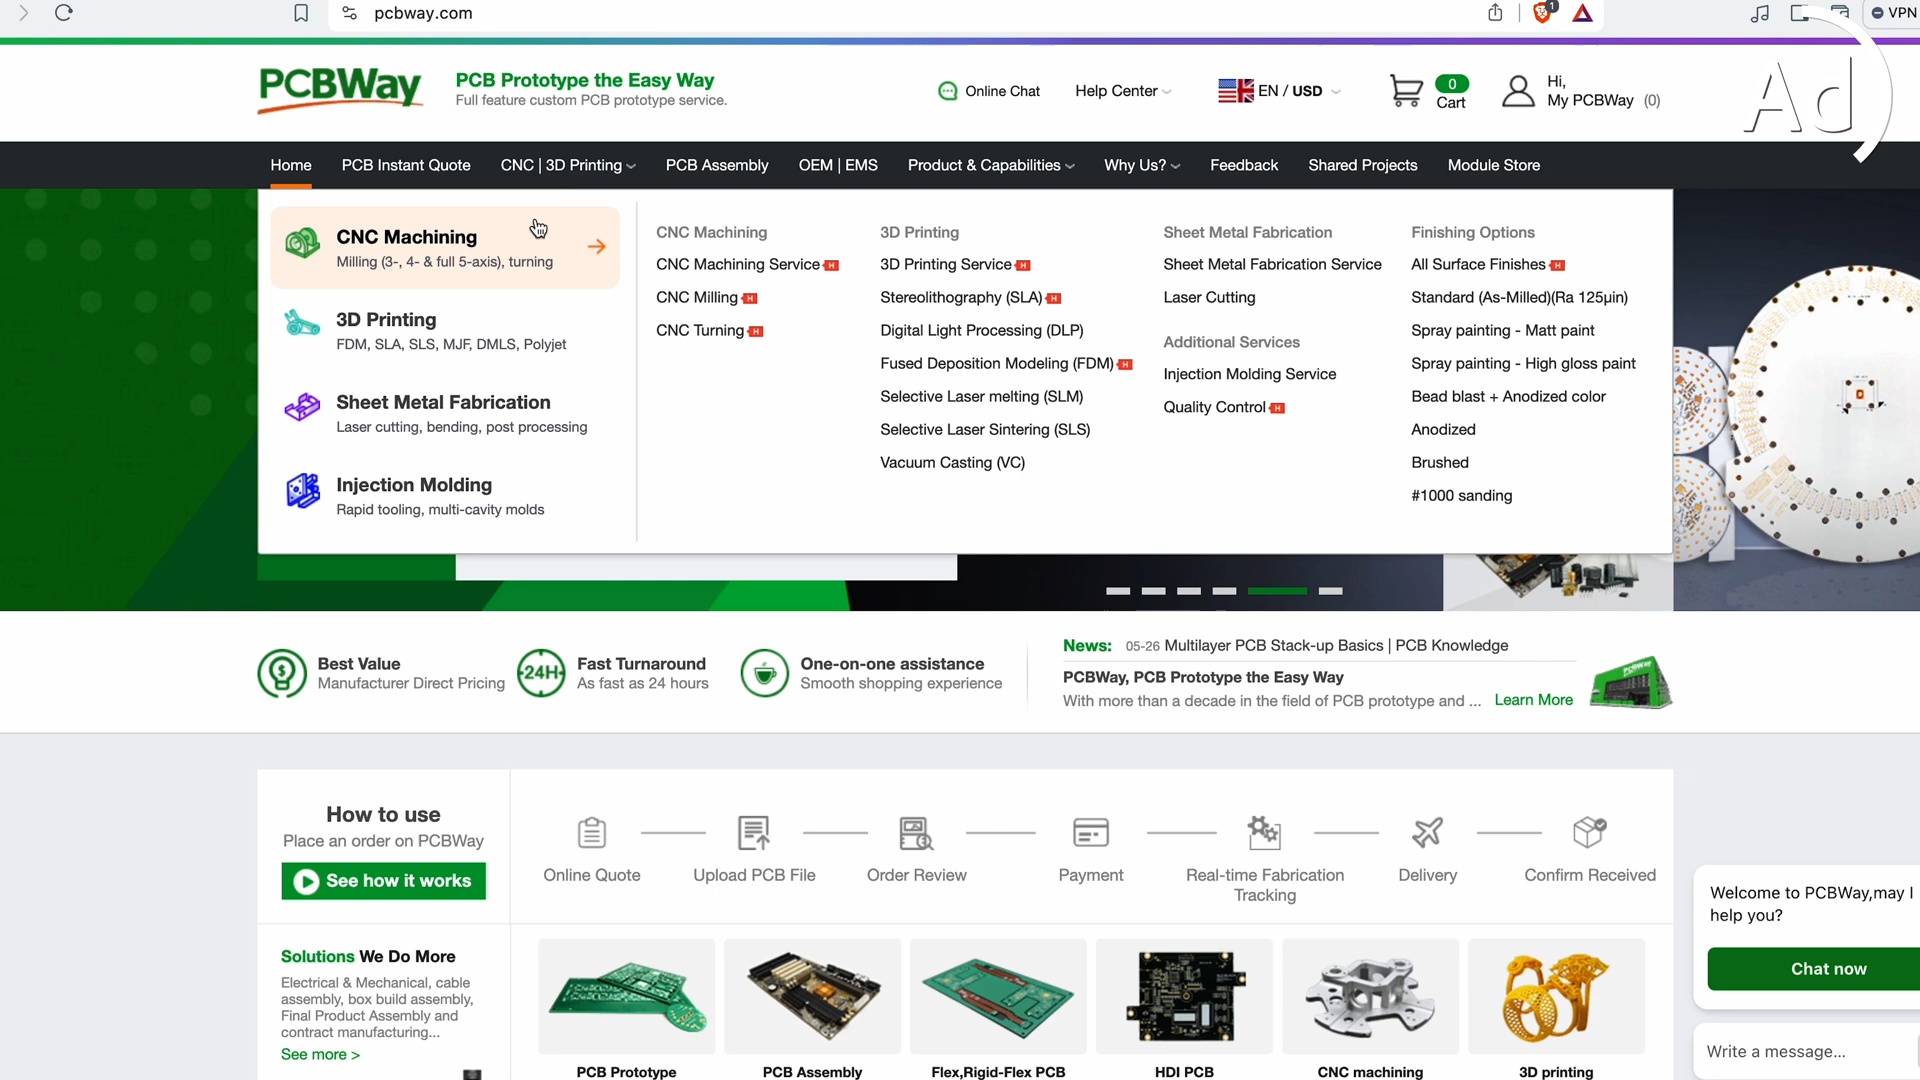 pcbway.com
1
VPN
PCBWay
PCB Prototype the Easy Way
Full feature custom PCB prototype service.
Online Chat
Help Center
EN / USD
0
Cart
Hi,
My PCBWay (0)
Ad
Home
PCB Instant Quote
CNC | 3D Printing
PCB Assembly
OEM | EMS
Product & Capabilities
Why Us?
Feedback
Shared Projects
Module Store
CNC Machining
Milling (3-, 4- & full 5-axis), turning
3D Printing
FDM, SLA, SLS, MJF, DMLS, Polyjet
Sheet Metal Fabrication
Laser cutting, bending, post processing
Injection Molding
Rapid tooling, multi-cavity molds
CNC Machining
CNC Machining Service H
CNC Milling H
CNC Turning H
3D Printing
3D Printing Service H
Stereolithography (SLA) H
Digital Light Processing (DLP)
Fused Deposition Modeling (FDM) H
Selective Laser melting (SLM)
Selective Laser Sintering (SLS)
Vacuum Casting (VC)
Sheet Metal Fabrication
Sheet Metal Fabrication Service
Laser Cutting
Additional Services
Injection Molding Service
Quality Control H
Finishing Options
All Surface Finishes H
Standard (As-Milled)(Ra 125µin)
Spray painting - Matt paint
Spray painting - High gloss paint
Bead blast + Anodized color
Anodized
Brushed
#1000 sanding
Best Value
Manufacturer Direct Pricing
24H
Fast Turnaround
As fast as 24 hours
One-on-one assistance
Smooth shopping experience
News: 05-26 Multilayer PCB Stack-up Basics | PCB Knowledge
PCBWay, PCB Prototype the Easy Way
With more than a decade in the field of PCB prototype and ... Learn More
PCBWay
How to use
Place an order on PCBWay
See how it works
Online Quote
Upload PCB File
Order Review
Payment
Real-time Fabrication
Tracking
Delivery
Confirm Received
Solutions We Do More
Electrical & Mechanical, cable
assembly, box build assembly,
Final Product Assembly and
contract manufacturing...
See more >
PCB Prototype
PCB Assembly
Flex,Rigid-Flex PCB
HDI PCB
CNC machining
3D printing
Welcome to PCBWay,may I
help you?
Chat now
Write a message...